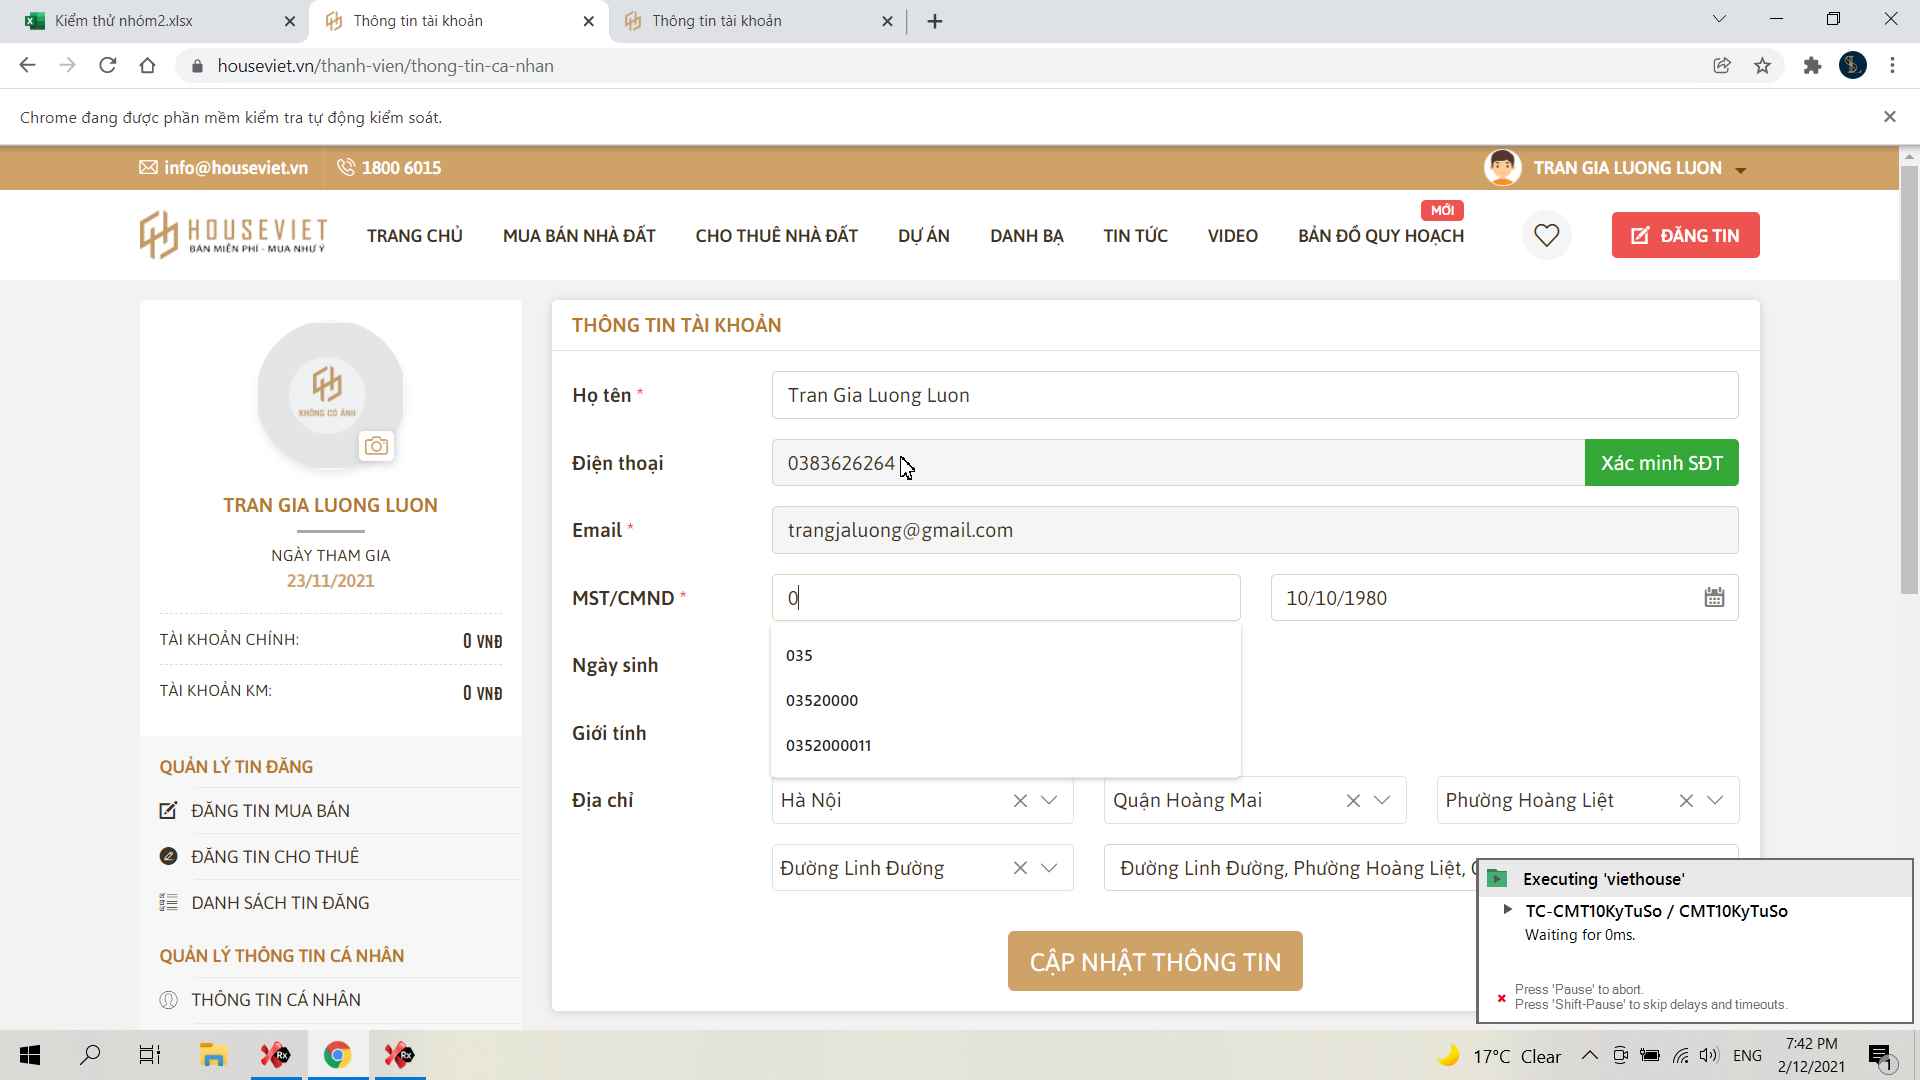 Kiểm thử nhóm2.xlsx
Thông tin tài khoản
Thông tin tài khoản
houseviet.vn/thanh-vien/thong-tin-ca-nhan
Chrome đang được phần mềm kiểm tra tự động kiểm soát.
info@houseviet.vn
1800 6015
TRAN GIA LUONG LUON
HOUSEVIET
BÁN MIỄN PHÍ - MUA NHƯ Ý
TRANG CHỦ
MUA BÁN NHÀ ĐẤT
CHO THUÊ NHÀ ĐẤT
DỰ ÁN
DANH BẠ
TIN TỨC
VIDEO
BẢN ĐỒ QUY HOẠCH
MỚI
ĐĂNG TIN
KHÔNG CÓ ẢNH
TRAN GIA LUONG LUON
NGÀY THAM GIA
23/11/2021
TÀI KHOẢN CHÍNH: 0 VNĐ
TÀI KHOẢN KM: 0 VNĐ
QUẢN LÝ TIN ĐĂNG
ĐĂNG TIN MUA BÁN
ĐĂNG TIN CHO THUÊ
DANH SÁCH TIN ĐĂNG
QUẢN LÝ THÔNG TIN CÁ NHÂN
THÔNG TIN CÁ NHÂN
THÔNG TIN TÀI KHOẢN
Họ tên * Tran Gia Luong Luon
Điện thoại 0383626264 Xác minh SĐT
Email * trangjaluong@gmail.com
MST/CMND * 0 10/10/1980
035
Ngày sinh
03520000
Giới tính
0352000011
Địa chỉ Hà Nội Quận Hoàng Mai Phường Hoàng Liệt
Đường Linh Đường Đường Linh Đường, Phường Hoàng Liệt,
CẬP NHẬT THÔNG TIN
Executing 'viethouse'
TC-CMT10KyTuSo / CMT10KyTuSo
Waiting for 0ms.
Press 'Pause' to abort.
Press 'Shift-Pause' to skip delays and timeouts.
Rx
Rx
17°C Clear
ENG
7:42 PM
2/12/2021
1